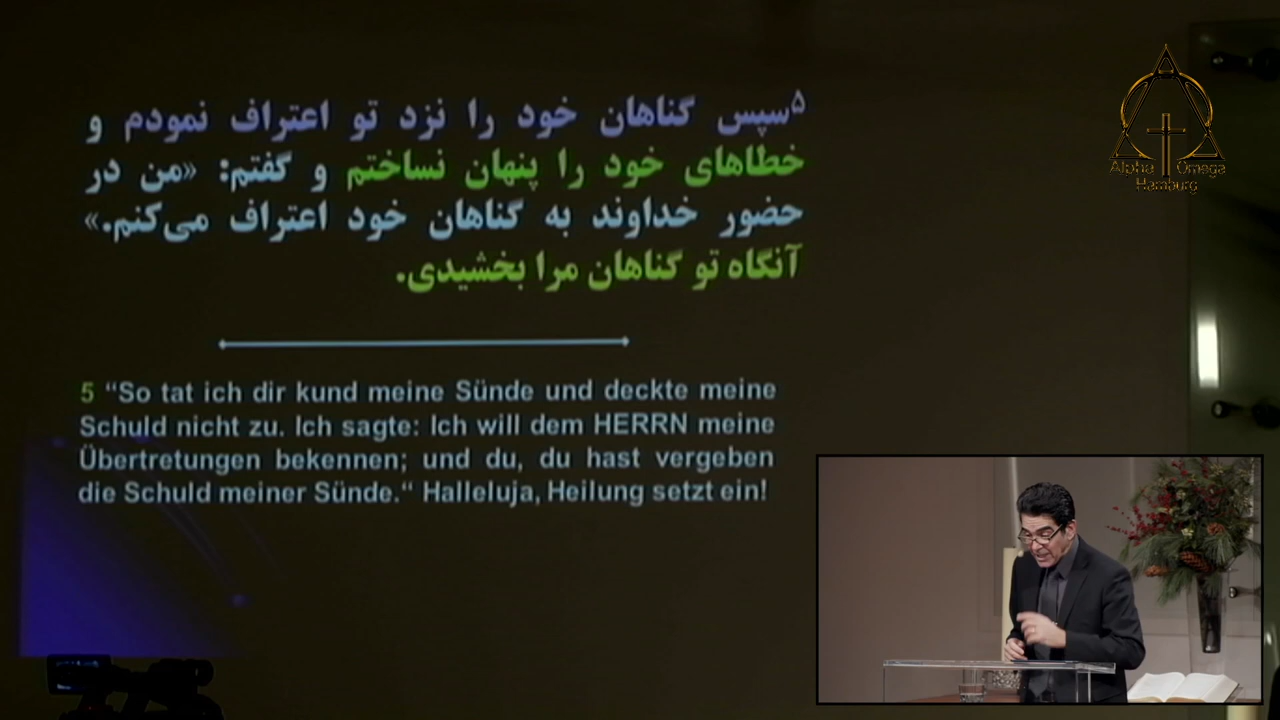 ۵سپس گناهان خود را نزد تو اعتراف نمودم و
خطاهای خود را پنهان نساختم و گفتم: «من در
حضور خداوند به گناهان خود اعتراف می‌کنم.»
آنگاه تو گناهان مرا بخشیدی.
5 “So tat ich dir kund meine Sünde und deckte meine
Schuld nicht zu. Ich sagte: Ich will dem HERRN meine
Übertretungen bekennen; und du, du hast vergeben
die Schuld meiner Sünde.“ Halleluja, Heilung setzt ein!
Alpha Omega
Hamburg